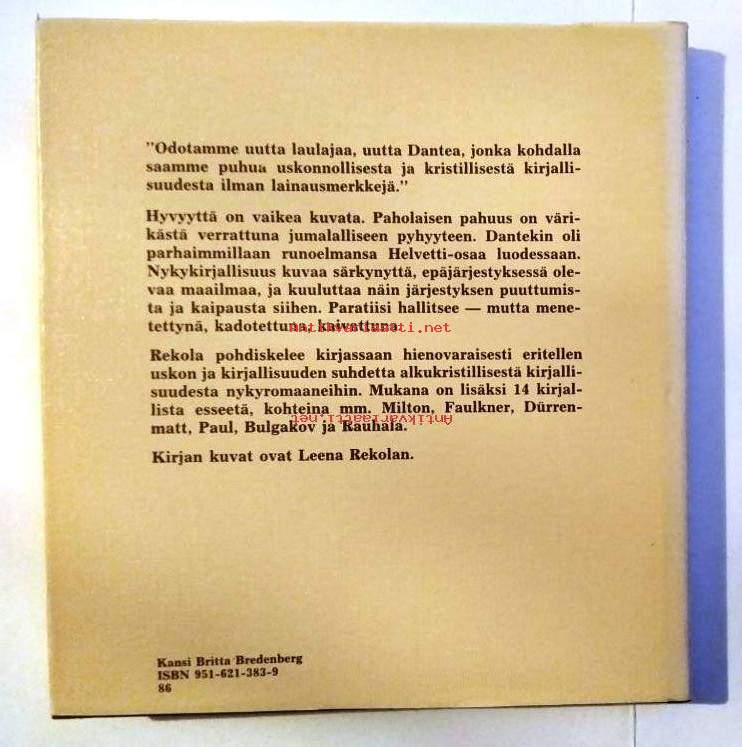 "Odotamme uutta laulajaa, uutta Dantea, jonka kohdalla
saamme puhua uskonnollisesta ja kristillisestä kirjalli-
suudesta ilman lainausmerkkejä."
Hyvyyttä on vaikea kuvata. Paholaisen pahuus on väri-
kästä verrattuna jumalalliseen pyhyyteen. Dantekin oli
parhaimmillaan runoelmansa Helvetti-osaa luodessaan.
Nykykirjallisuus kuvaa särkynyttä, epäjärjestyksessä ole-
vaa maailmaa, ja kuuluttaa näin järjestyksen puuttumis-
ta ja kaipausta siihen. Paratiisi hallitsee — mutta mene-
tettynä, kadotettuna, kaivattuna.
Antikvariaatti.net
Rekola pohdiskelee kirjassaan hienovaraisesti eritellen
uskon ja kirjallisuuden suhdetta alkukristillisestä kirjalli-
suudesta nykyromaaneihin. Mukana on lisäksi 14 kirjal-
lista esseetä, kohteina mm. Milton, Faulkner, Dürren-
matt, Paul, Bulgakov ja Rauhala.
Antikvariaatti.net
Kirjan kuvat ovat Leena Rekolan.
Kansi Britta Bredenberg
ISBN 951-621-383-9
86